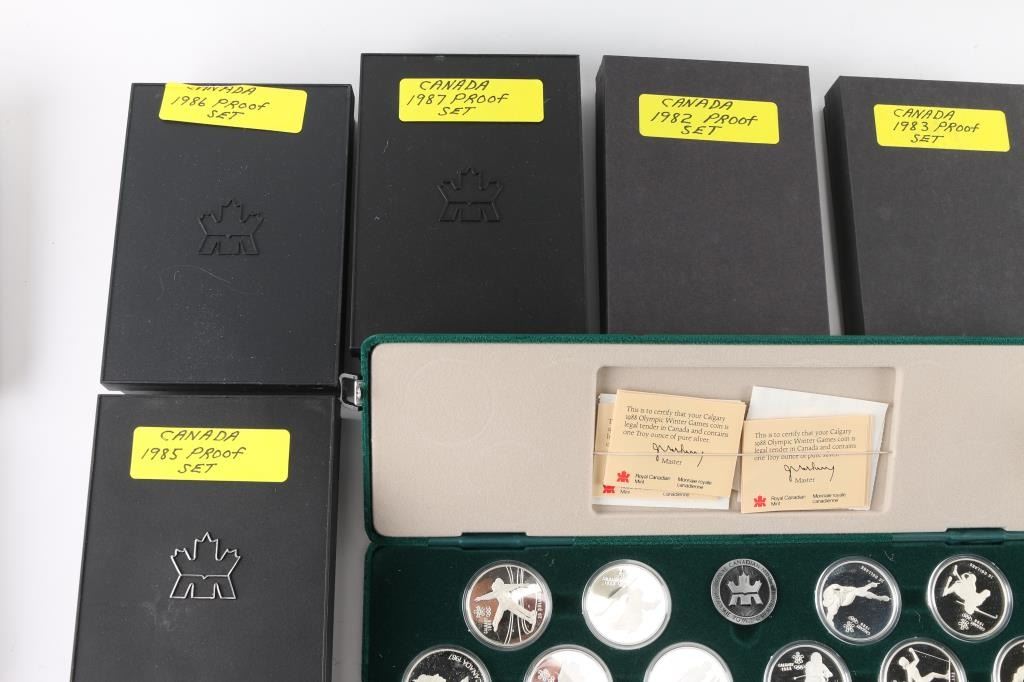 CANADA
1986 PROOF
SET
CANADA
1987 PROOF
SET
CANADA
1982 PROOF
SET
CANADA
1983 PROOF
SET
CANADA
1985 PROOF
SET
This is to certify that your Calgary
1988 Olympic Winter Games coin is
legal tender in Canada and contains
one Troy ounce of pure silver.
Master
Royal Canadian
Mint
Monnaie royale
canadienne
Mint
canadienne
This is to certify that your Calgary
1988 Olympic Winter Games coin is
legal tender in Canada and contains
one Troy ounce of pure silver.
Master
Royal Canadian
Mint
Monnaie royale
canadienne
CANADA 1987